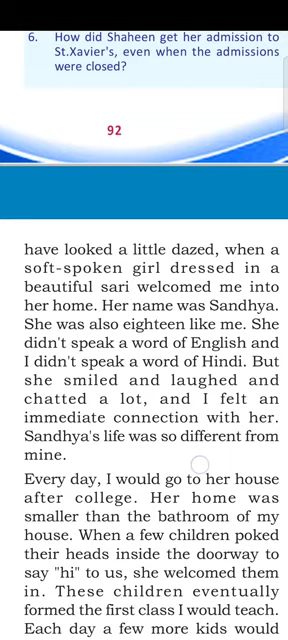 6. How did Shaheen get her admission to
St.Xavier's, even when the admissions
were closed?
92
have looked a little dazed, when a
soft-spoken girl dressed in a
beautiful sari welcomed me into
her home. Her name was Sandhya.
She was also eighteen like me. She
didn't speak a word of English and
I didn't speak a word of Hindi. But
she smiled and laughed and
chatted a lot, and I felt an
immediate connection with her.
Sandhya's life was so different from
mine.
Every day, I would go to her house
after college. Her home was
smaller than the bathroom of my
house. When a few children poked
their heads inside the doorway to
say "hi" to us, she welcomed them
in. These children eventually
formed the first class I would teach.
Each day a few more kids would